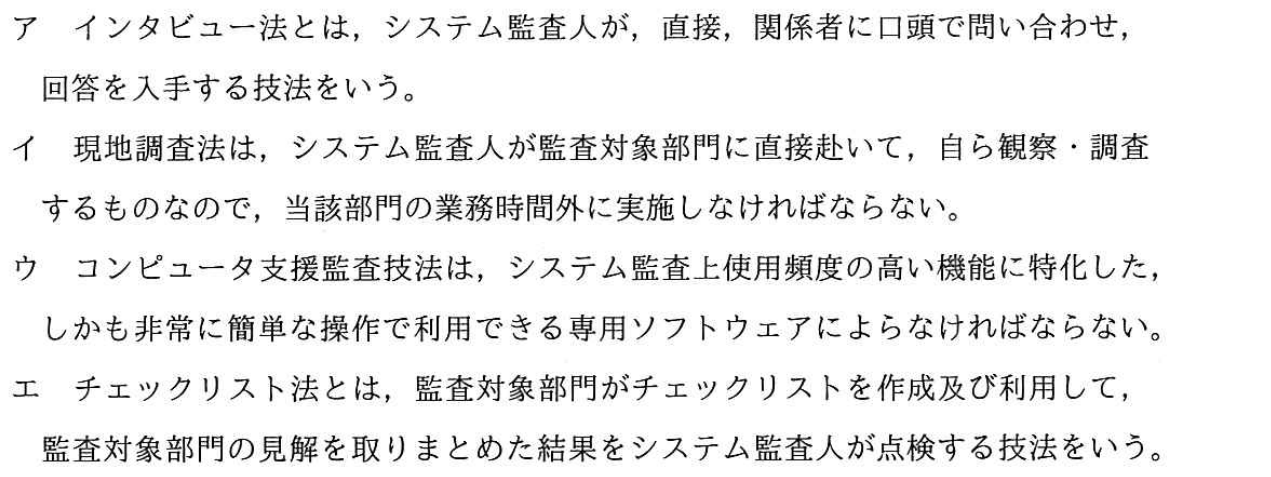 ア　インタビュー法とは，システム監査人が，直接，関係者に口頭で問い合わせ，
回答を入手する技法をいう。
イ　現地調査法は，システム監査人が監査対象部門に直接赴いて，自ら観察・調査
するものなので，当該部門の業務時間外に実施しなければならない。
ウ　コンピュータ支援監査技法は，システム監査上使用頻度の高い機能に特化した，
しかも非常に簡単な操作で利用できる専用ソフトウェアによらなければならない。
エ　チェックリスト法とは，監査対象部門がチェックリストを作成及び利用して，
監査対象部門の見解を取りまとめた結果をシステム監査人が点検する技法をいう。